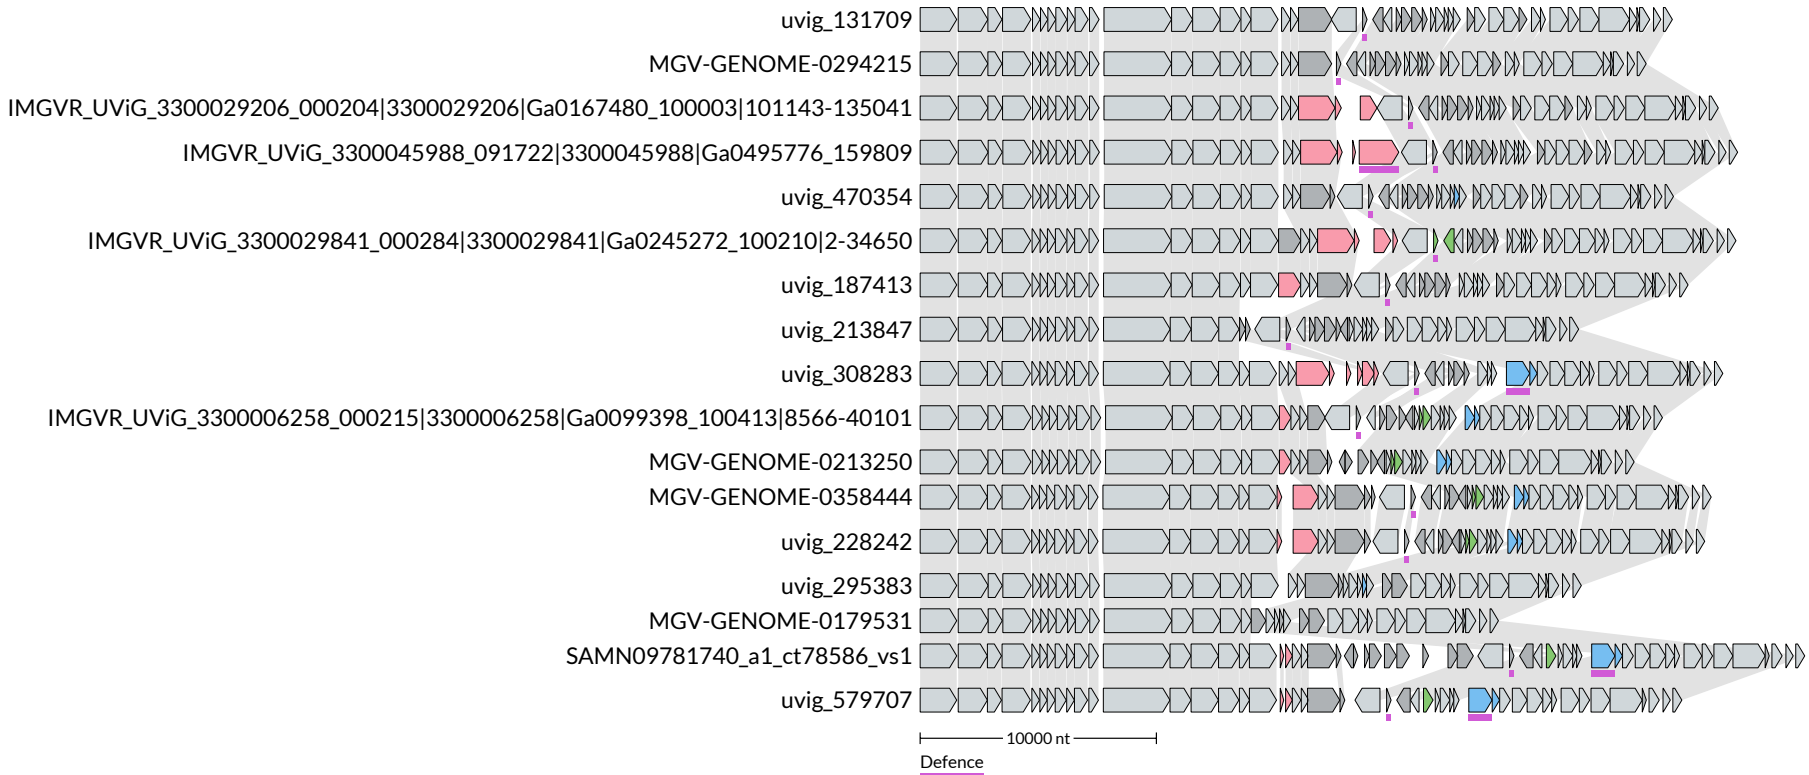 uvig_131709
MGV-GENOME-0294215
IMGVR_UViG_3300029206_000204|3300029206|Ga0167480_100003|101143-135041
IMGVR_UViG_3300045988_091722|3300045988|Ga0495776_159809
uvig_470354
IMGVR_UViG_3300029841_000284|3300029841|Ga0245272_100210|2-34650
uvig_187413
uvig_213847
uvig_308283
IMGVR_UViG_3300006258_000215|3300006258|Ga0099398_100413|8566-40101
MGV-GENOME-0213250
MGV-GENOME-0358444
uvig_228242
uvig_295383
MGV-GENOME-0179531
SAMN09781740_a1_ct78586_vs1
uvig_579707
10000 nt
Defence